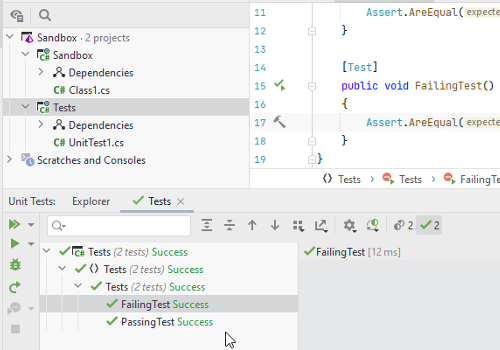 Sandbox · 2 projects
Sandbox
Dependencies
C# Class1.cs
Tests
Dependencies
C# UnitTest1.cs
Scratches and Consoles
11 Assert.AreEqual( expecte
12 }
13
14 [Test]
15 public void FailingTest()
16 {
17 Assert.AreEqual( expecte
18 }
19 }
Tests > Tests > FailingTes
Unit Tests: Explorer Tests ×
2 2
Tests (2 tests) Success
Tests (2 tests) Success
Tests (2 tests) Success
FailingTest Success
PassingTest Success
FailingTest [12 ms]